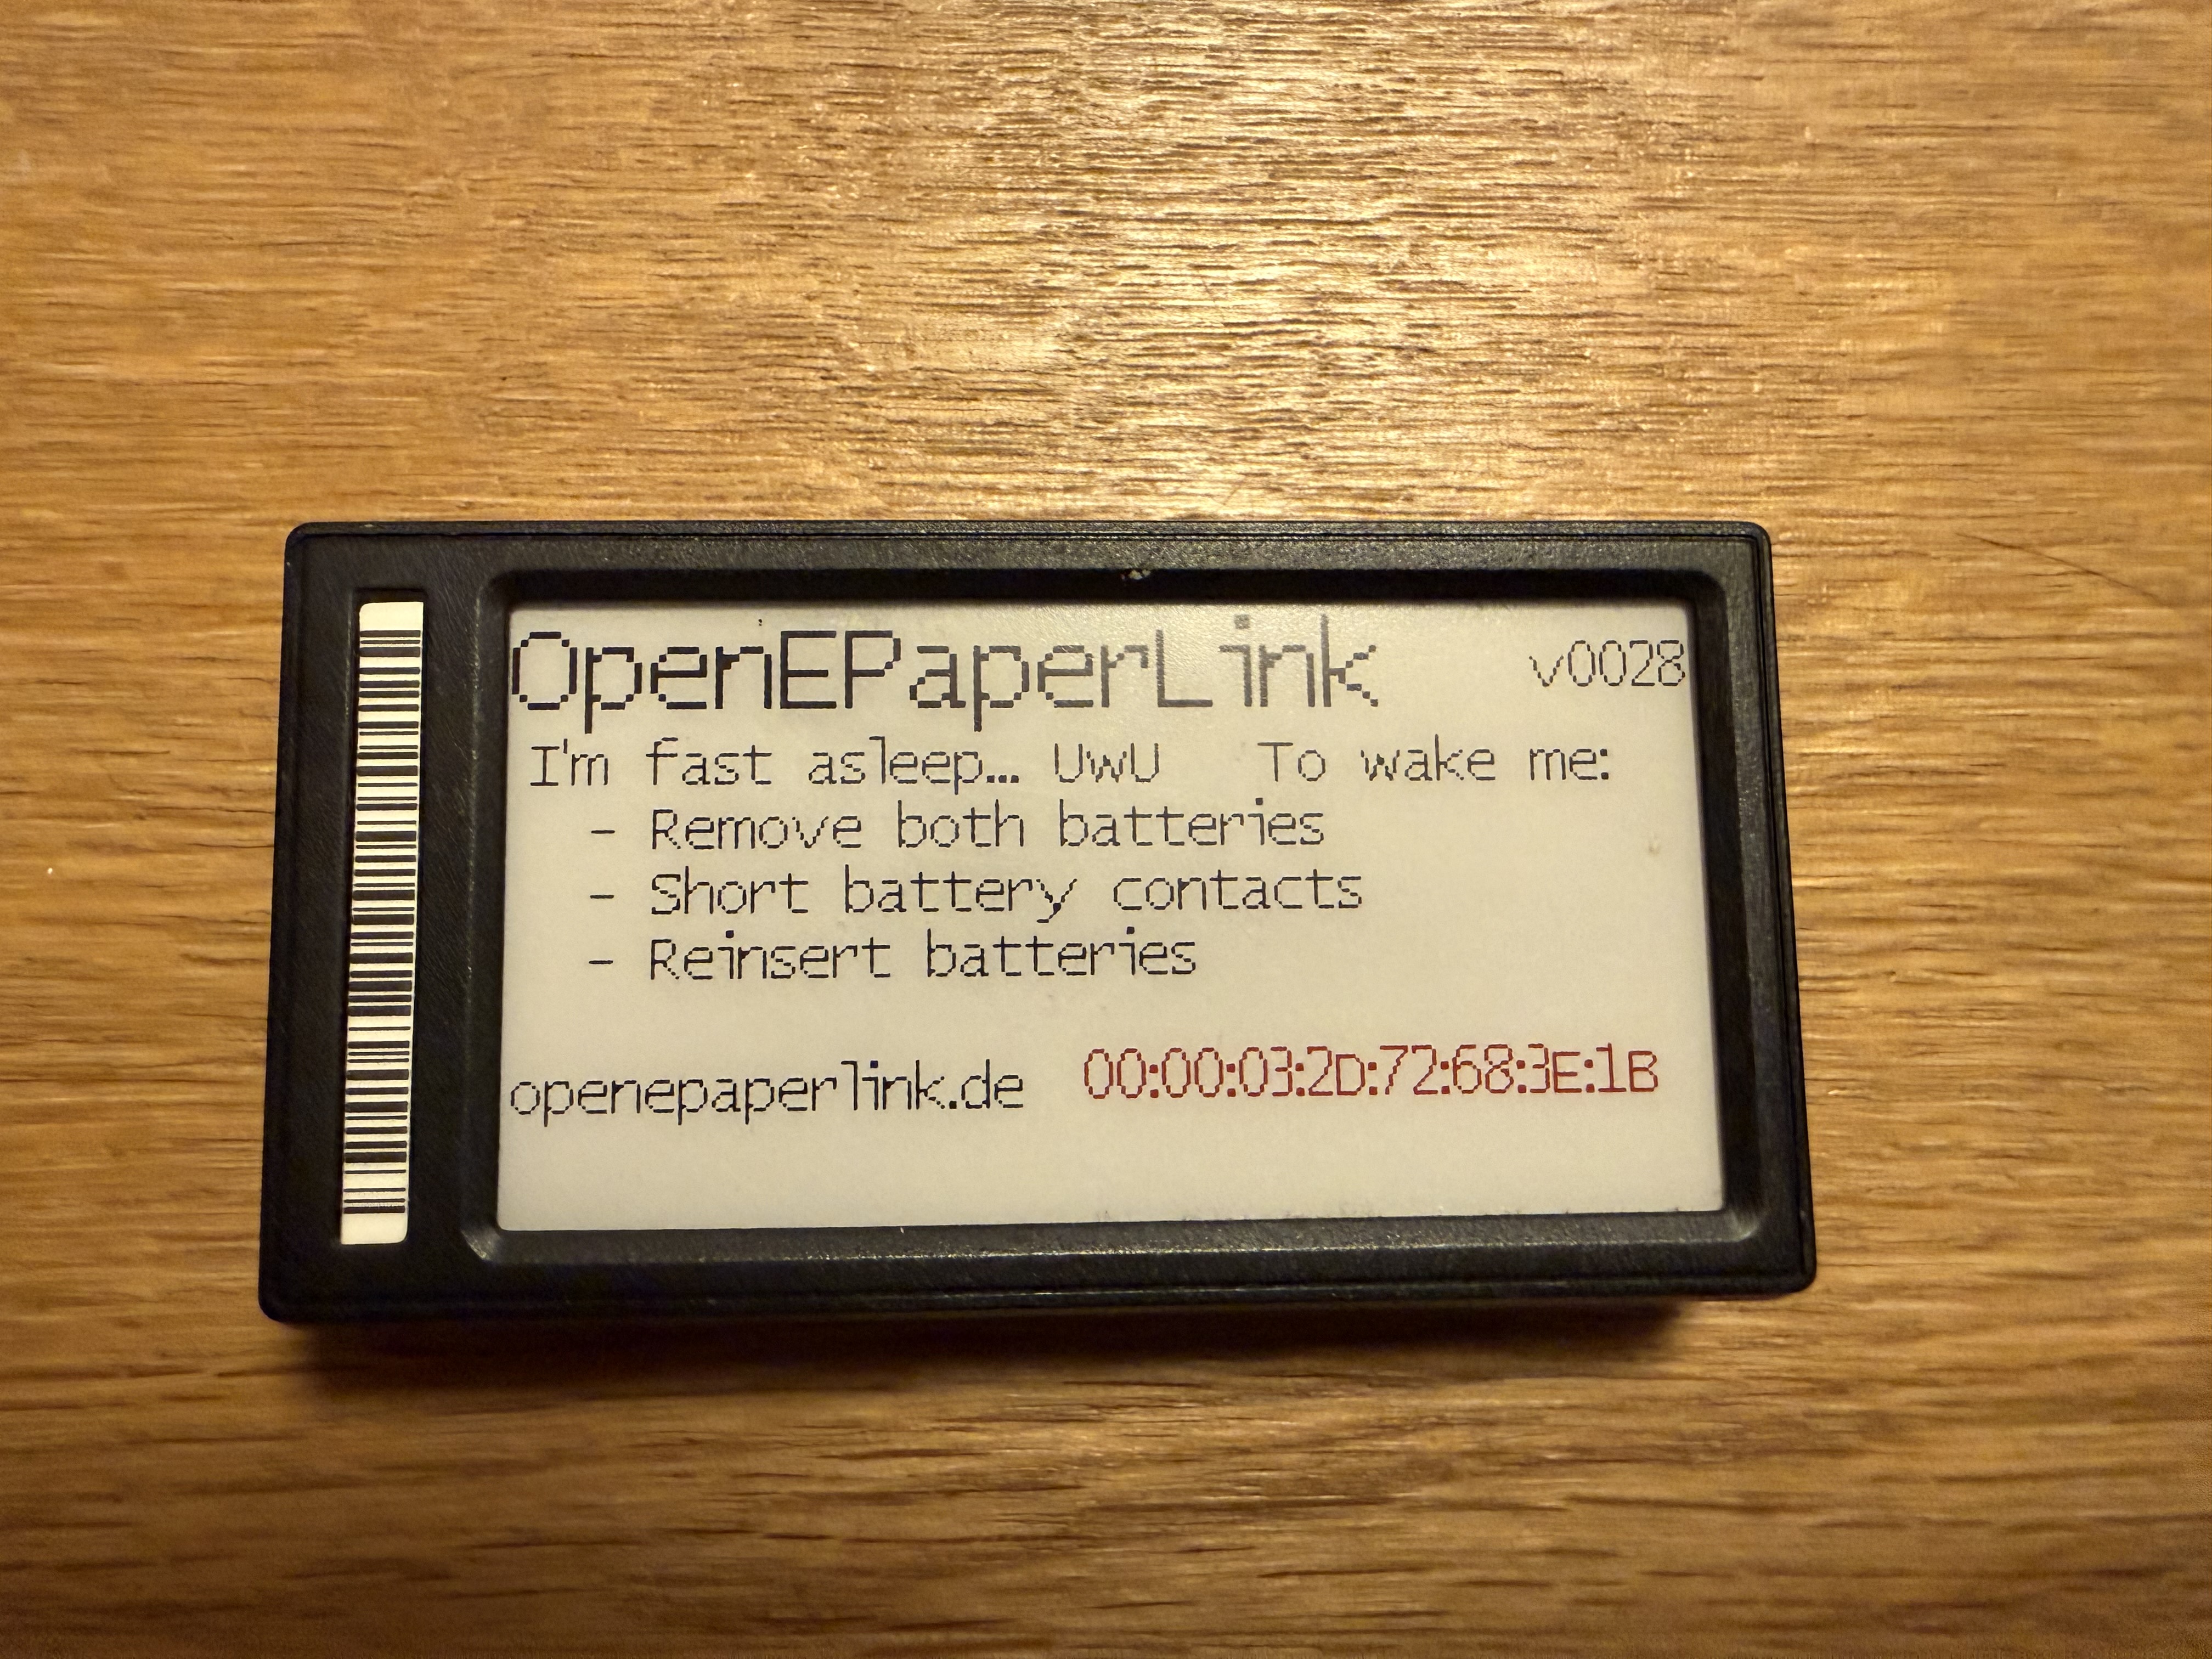 OpenEPaperLink v0028
I'm fast asleep... UwU To wake me:
- Remove both batteries
- Short battery contacts
- Reinsert batteries
openepaperlink.de 00:00:03:2D:72:68:3E:1B